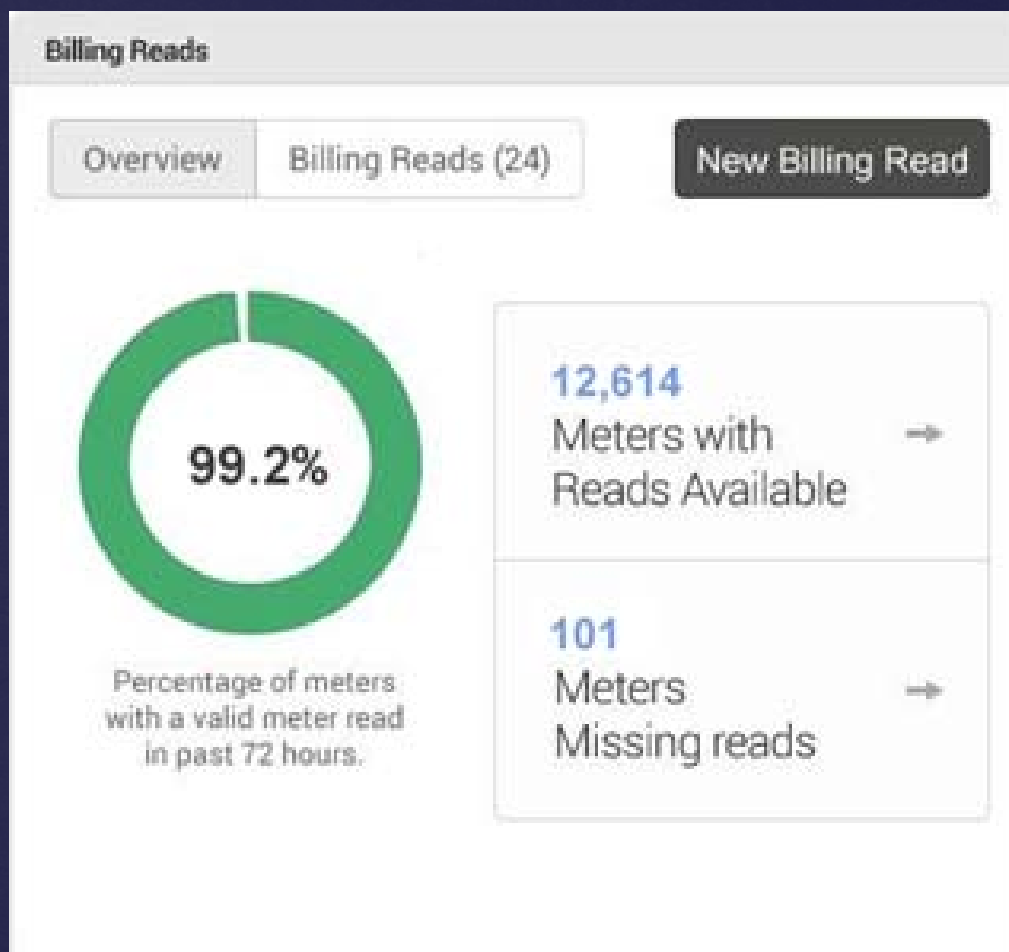 Billing Reads
Overview
Billing Reads (24)
New Billing Read
99.2%
Percentage of meters
with a valid meter read
in past 72 hours.
12,614
Meters with
Reads Available
101
Meters
Missing reads